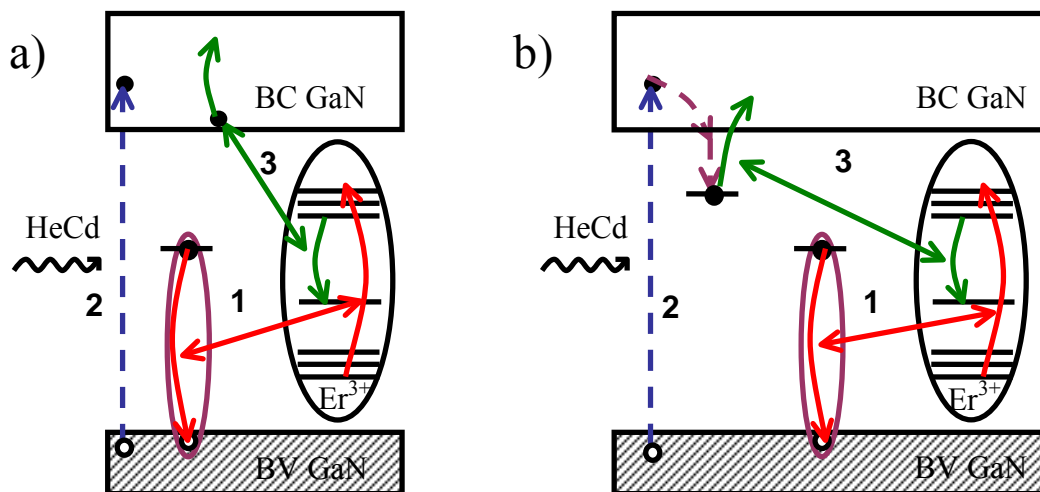 a)
BC GaN
3
HeCd
2
1
Er³⁺
BV GaN
b)
BC GaN
3
HeCd
2
1
Er³⁺
BV GaN